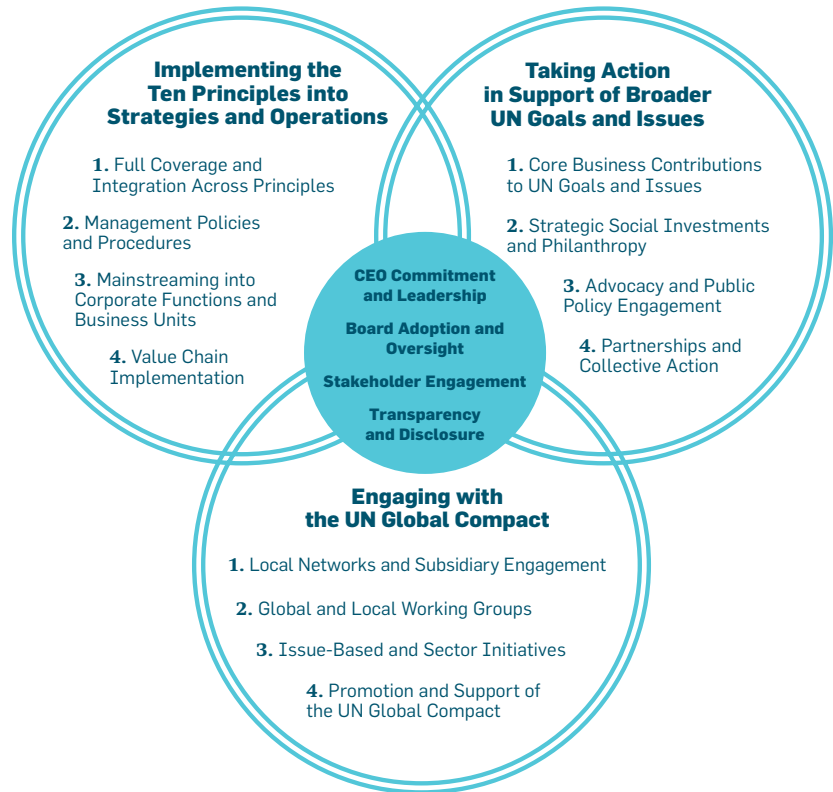 Implementing the
Ten Principles into
Strategies and Operations
1. Full Coverage and
Integration Across Principles
2. Management Policies
and Procedures
3. Mainstreaming into
Corporate Functions and
Business Units
4. Value Chain
Implementation
Taking Action
in Support of Broader
UN Goals and Issues
1. Core Business Contributions
to UN Goals and Issues
2. Strategic Social Investments
and Philanthropy
3. Advocacy and Public
Policy Engagement
4. Partnerships and
Collective Action
CEO Commitment
and Leadership
Board Adoption and
Oversight
Stakeholder Engagement
Transparency
and Disclosure
Engaging with
the UN Global Compact
1. Local Networks and Subsidiary Engagement
2. Global and Local Working Groups
3. Issue-Based and Sector Initiatives
4. Promotion and Support of
the UN Global Compact